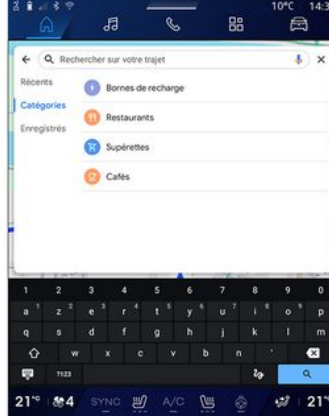 10°C 14:3
Rechercher sur votre trajet
Récents
Catégories
Enregistrés
Bornes de recharge
Restaurants
Supérettes
Cafés
1 2 3 4 5 6 7 8 9 0
a z e r t y u i o p
q s d f g h j k l m
w x c v b n '
?123
21° 4 SYNC A/C 21°